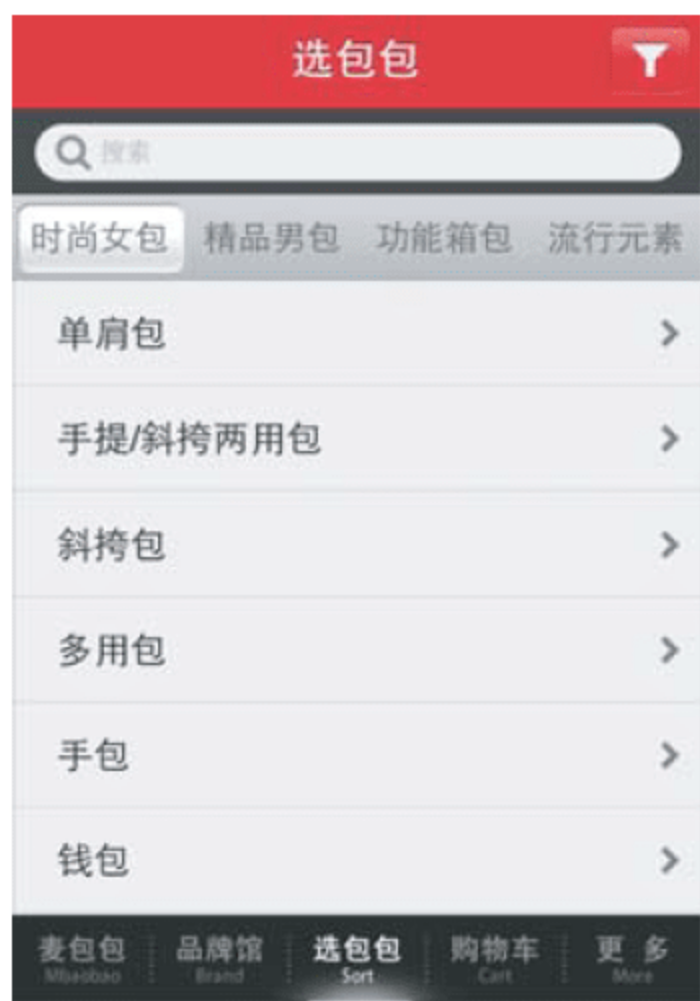 选包包
搜索
时尚女包 精品男包 功能箱包 流行元素
单肩包
手提/斜挎两用包
斜挎包
多用包
手包
钱包
麦包包 品牌馆 选包包 购物车 更 多
Mbaobao Brand Sort Cart More